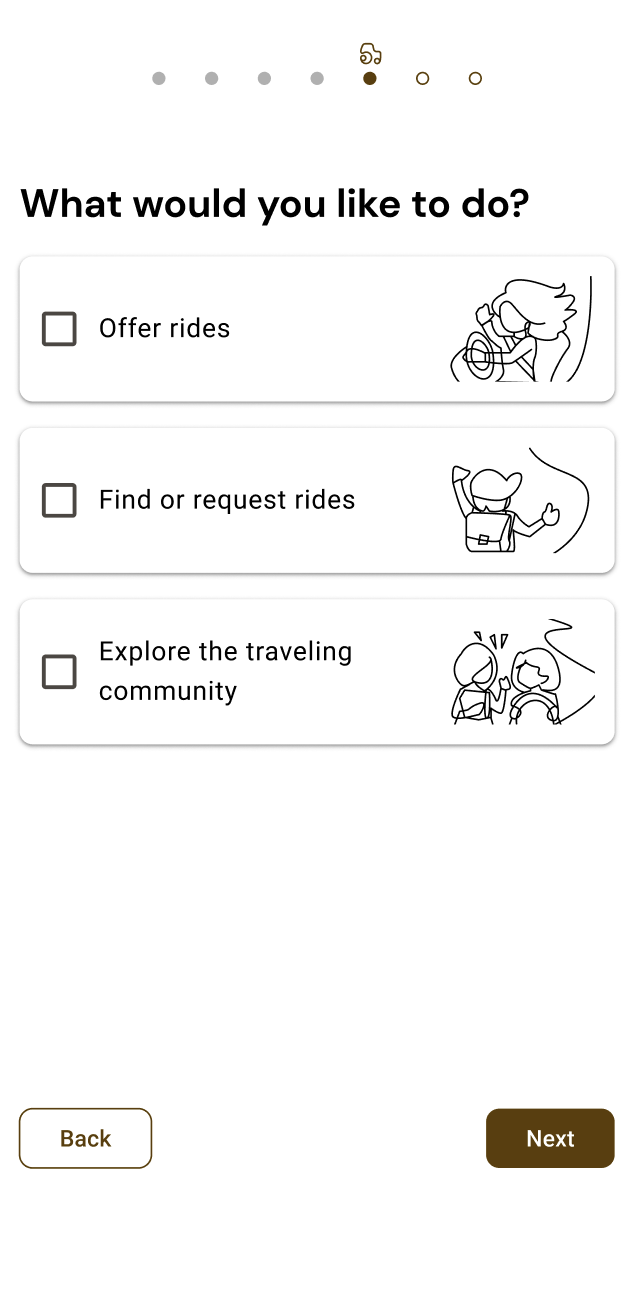 What would you like to do?
Offer rides
Find or request rides
Explore the traveling
community
Back
Next